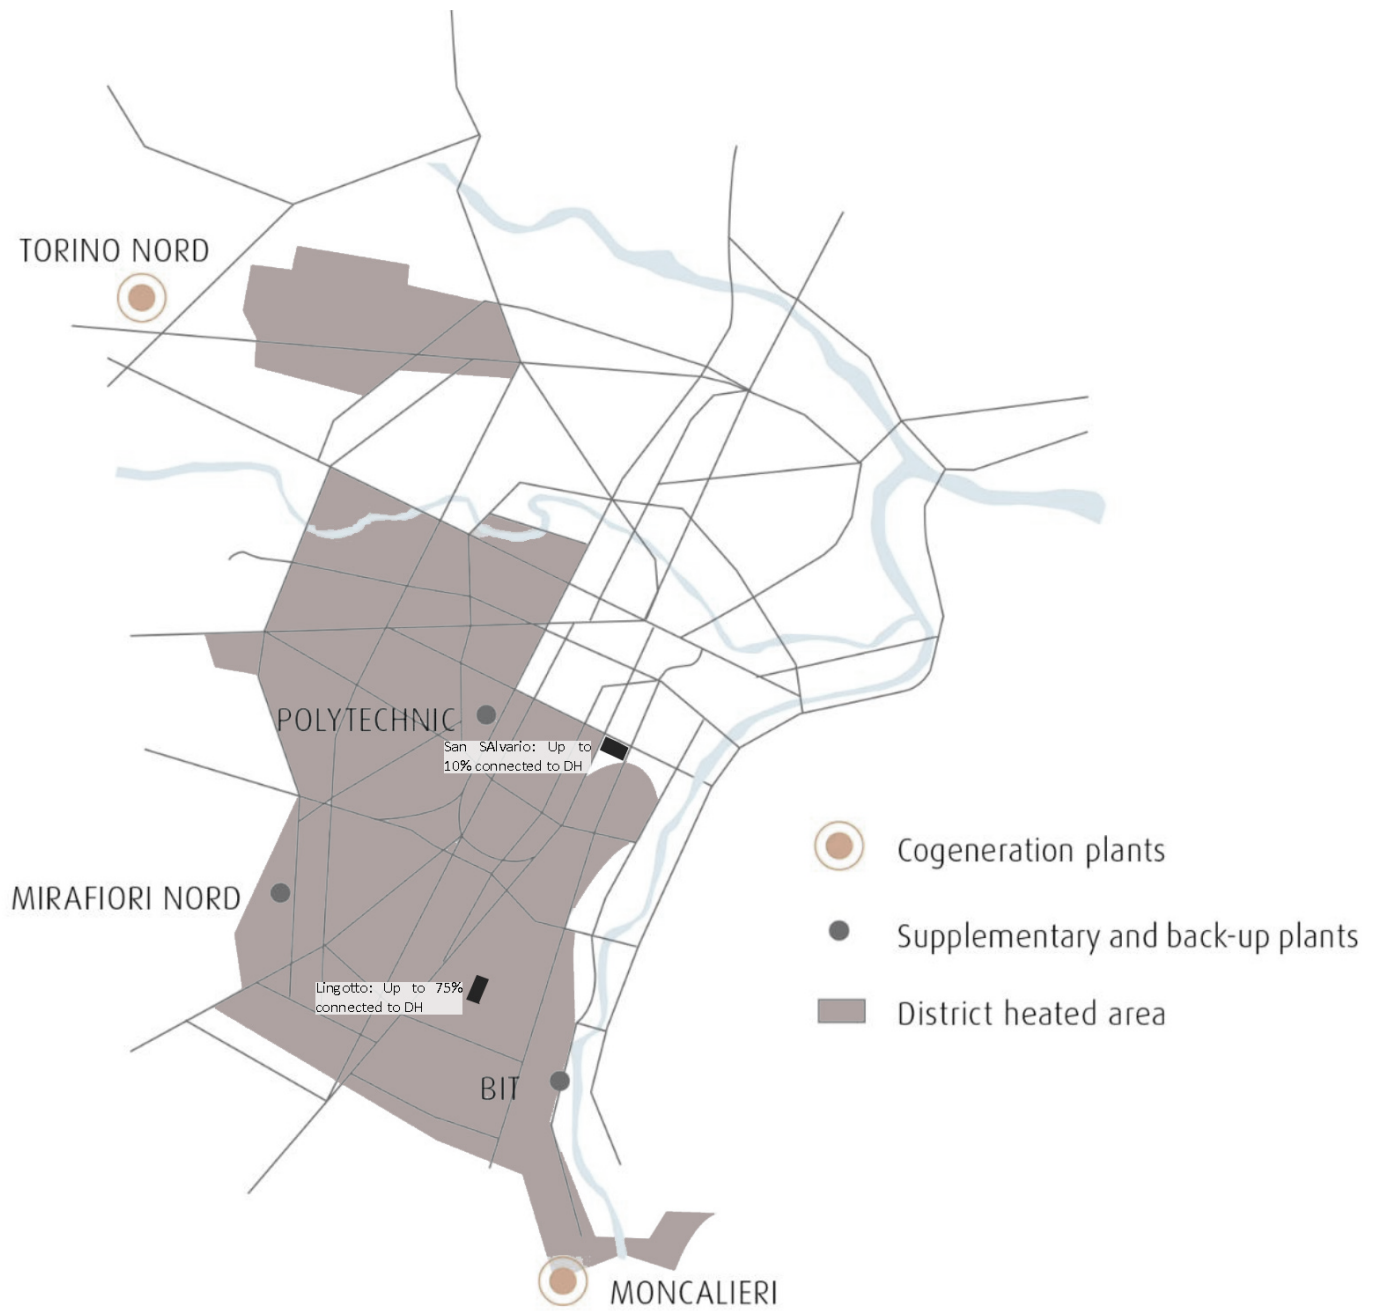 TORINO NORD
POLYTECHNIC
San SAlvario: Up to
10% connected to DH
Cogeneration plants
MIRAFIORI NORD
Supplementary and back-up plants
Lingotto: Up to 75%
connected to DH
District heated area
BIT
MONCALIERI